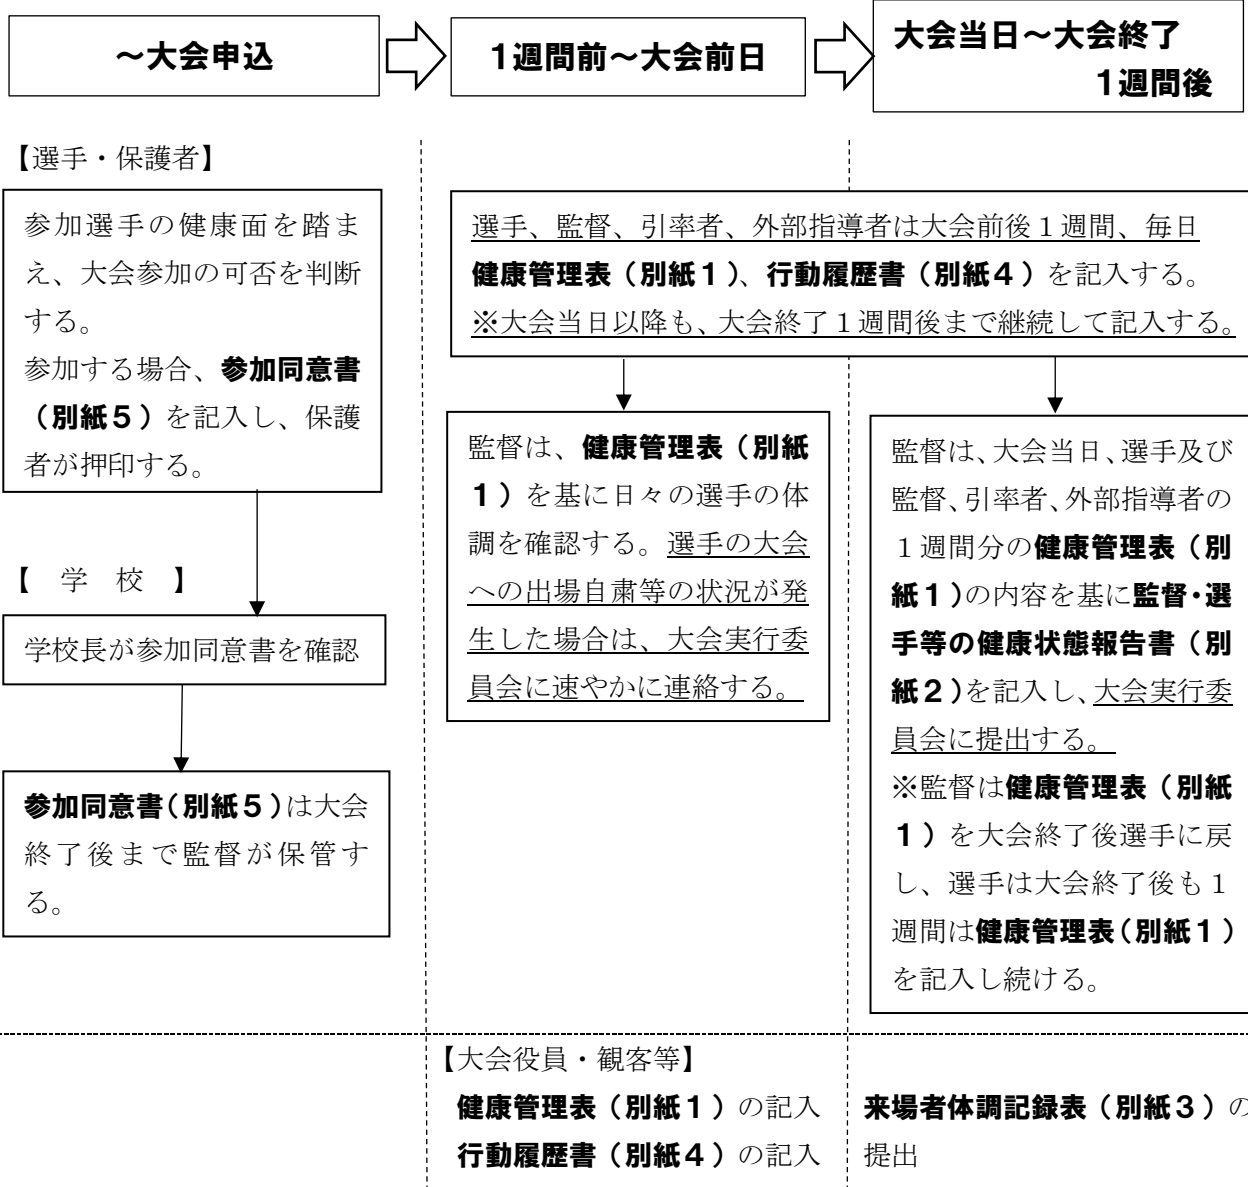 ～大会申込
1週間前～大会前日
大会当日～大会終了
1週間後
【選手・保護者】
参加選手の健康面を踏ま
え、大会参加の可否を判断
する。
参加する場合、参加同意書
（別紙５）を記入し、保護
者が押印する。
【　学　校　】
学校長が参加同意書を確認
参加同意書（別紙５）は大会
終了後まで監督が保管す
る。
選手、監督、引率者、外部指導者は大会前後１週間、毎日
健康管理表（別紙１）、行動履歴書（別紙４）を記入する。
※大会当日以降も、大会終了１週間後まで継続して記入する。
監督は、健康管理表（別紙
１）を基に日々の選手の体
調を確認する。選手の大会
への出場自粛等の状況が発
生した場合は、大会実行委
員会に速やかに連絡する。
監督は、大会当日、選手及び
監督、引率者、外部指導者の
１週間分の健康管理表（別
紙１）の内容を基に監督・選
手等の健康状態報告書（別
紙２）を記入し、大会実行委
員会に提出する。
※監督は健康管理表（別紙
１）を大会終了後選手に戻
し、選手は大会終了後も１
週間は健康管理表（別紙１）
を記入し続ける。
【大会役員・観客等】
健康管理表（別紙１）の記入
行動履歴書（別紙４）の記入
来場者体調記録表（別紙３）の
提出